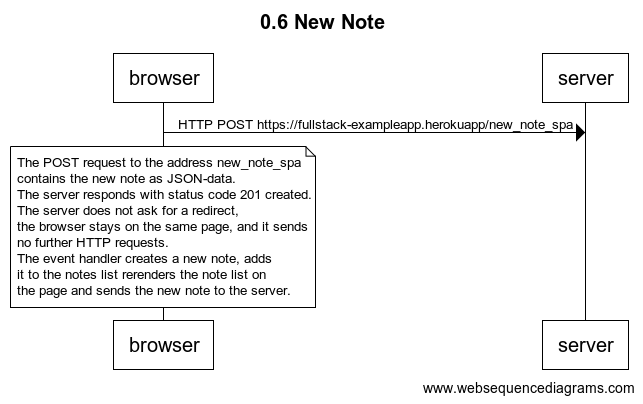 0.6 New Note
browser
server
HTTP POST https://fullstack-exampleapp.herokuapp/new_note_spa
The POST request to the address new_note_spa
contains the new note as JSON-data.
The server responds with status code 201 created.
The server does not ask for a redirect,
the browser stays on the same page, and it sends
no further HTTP requests.
The event handler creates a new note, adds
it to the notes list rerenders the note list on
the page and sends the new note to the server.
browser
server
www.websequencediagrams.com